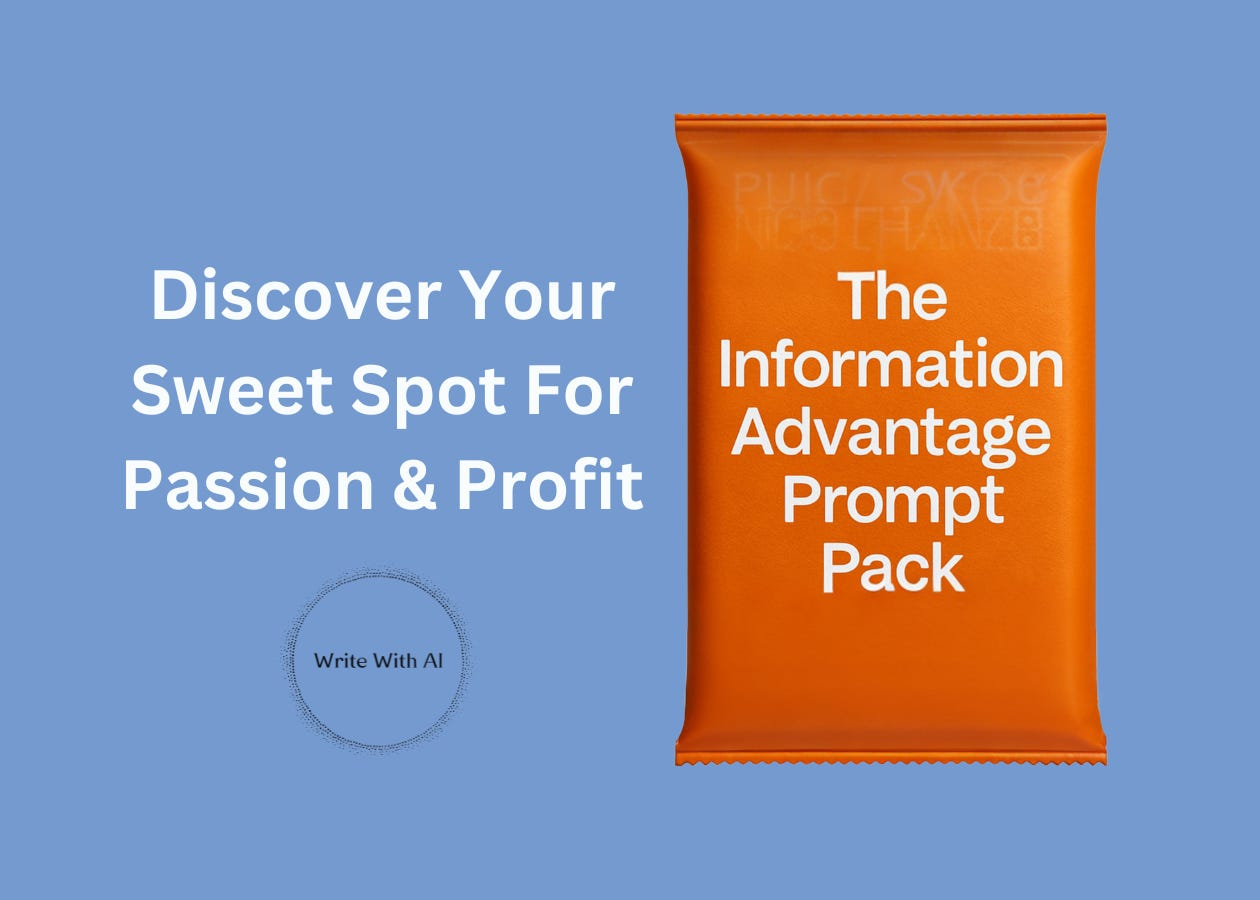 Discover Your
Sweet Spot For
Passion & Profit
Write With AI
The
Information
Advantage
Prompt
Pack